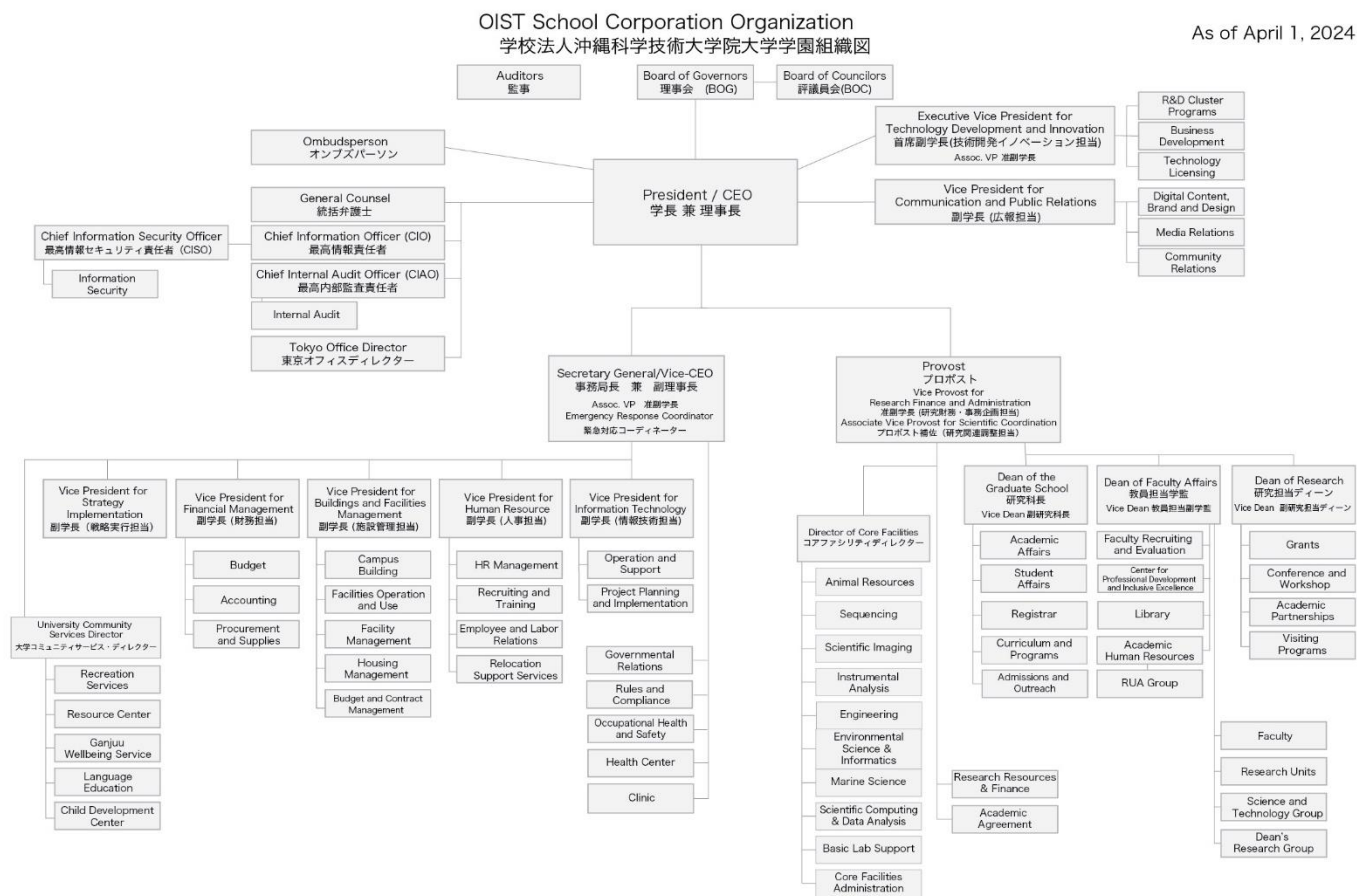 OIST School Corporation Organization
学校法人沖縄科学技術大学院大学学園組織図
As of April 1, 2024
Auditors
監事
Board of Governors
理事会 (BOG)
Board of Councilors
評議員会(BOC)
Ombudsperson
オンブズパーソン
President / CEO
学長 兼 理事長
Executive Vice President for
Technology Development and Innovation
首席副学長(技術開発イノベーション担当)
Assoc. VP 准副学長
R&D Cluster
Programs
Business
Development
Technology
Licensing
Vice President for
Communication and Public Relations
副学長 (広報担当)
Digital Content,
Brand and Design
Media Relations
Community
Relations
General Counsel
統括弁護士
Chief Information Security Officer
最高情報セキュリティ責任者 (CISO)
Information
Security
Chief Information Officer (CIO)
最高情報責任者
Chief Internal Audit Officer (CIAO)
最高内部監査責任者
Internal Audit
Tokyo Office Director
東京オフィスディレクター
Secretary General/Vice-CEO
事務局長 兼 副理事長
Assoc. VP 准副学長
Emergency Response Coordinator
緊急対応コーディネーター
Provost
プロボスト
Vice Provost for
Research Finance and Administration
准副学長 (研究財務・事務企画担当)
Associate Vice Provost for Scientific Coordination
プロボスト補佐 (研究関連調整担当)
Vice President for
Strategy
Implementation
副学長 (戦略実行担当)
Vice President for
Financial Management
副学長 (財務担当)
Budget
Accounting
Procurement
and Supplies
Vice President for
Buildings and Facilities
Management
副学長 (施設管理担当)
Campus
Building
Facilities Operation
and Use
Facility
Management
Housing
Management
Budget and Contract
Management
Vice President for
Human Resource
副学長 (人事担当)
HR Management
Recruiting and
Training
Employee and Labor
Relations
Relocation
Support Services
Vice President for
Information Technology
副学長 (情報技術担当)
Operation and
Support
Project Planning
and Implementation
Governmental
Relations
Rules and
Compliance
Occupational Health
and Safety
Health Center
Clinic
University Community
Services Director
大学コミュニティサービス・ディレクター
Recreation
Services
Resource Center
Ganjuu
Wellbeing Service
Language
Education
Child Development
Center
Director of Core Facilities
コアファシリティディレクター
Animal Resources
Sequencing
Scientific Imaging
Instrumental
Analysis
Engineering
Environmental
Science &
Informatics
Marine Science
Scientific Computing
& Data Analysis
Basic Lab Support
Core Facilities
Administration
Research Resources
& Finance
Academic
Agreement
Dean of the
Graduate School
研究科長
Vice Dean 副研究科長
Academic
Affairs
Student
Affairs
Registrar
Curriculum and
Programs
Admissions and
Outreach
Dean of Faculty Affairs
教員担当学監
Vice Dean 教員担当副学監
Faculty Recruiting
and Evaluation
Center for
Professional Development
and Inclusive Excellence
Library
Academic
Human Resources
RUA Group
Faculty
Research Units
Science and
Technology Group
Dean's
Research Group
Dean of Research
研究担当ディーン
Vice Dean 副研究担当ディーン
Grants
Conference and
Workshop
Academic
Partnerships
Visiting
Programs